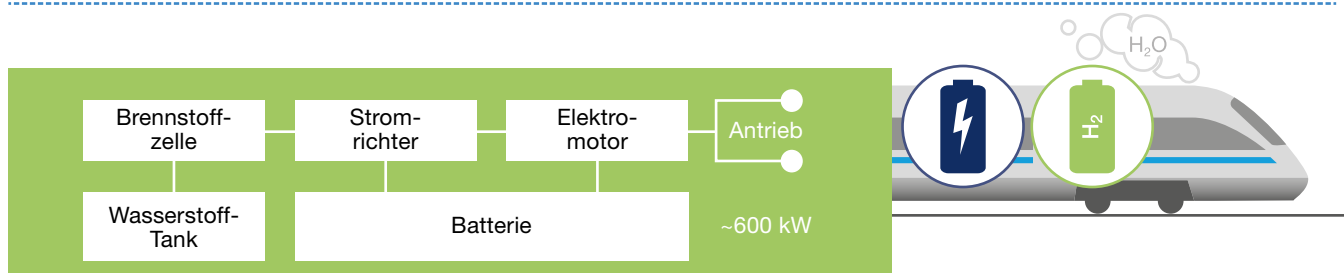 Brennstoff-
zelle
Strom-
richter
Elektro-
motor
Antrieb
Wasserstoff-
Tank
Batterie
~600 kW
H₂
H₂O